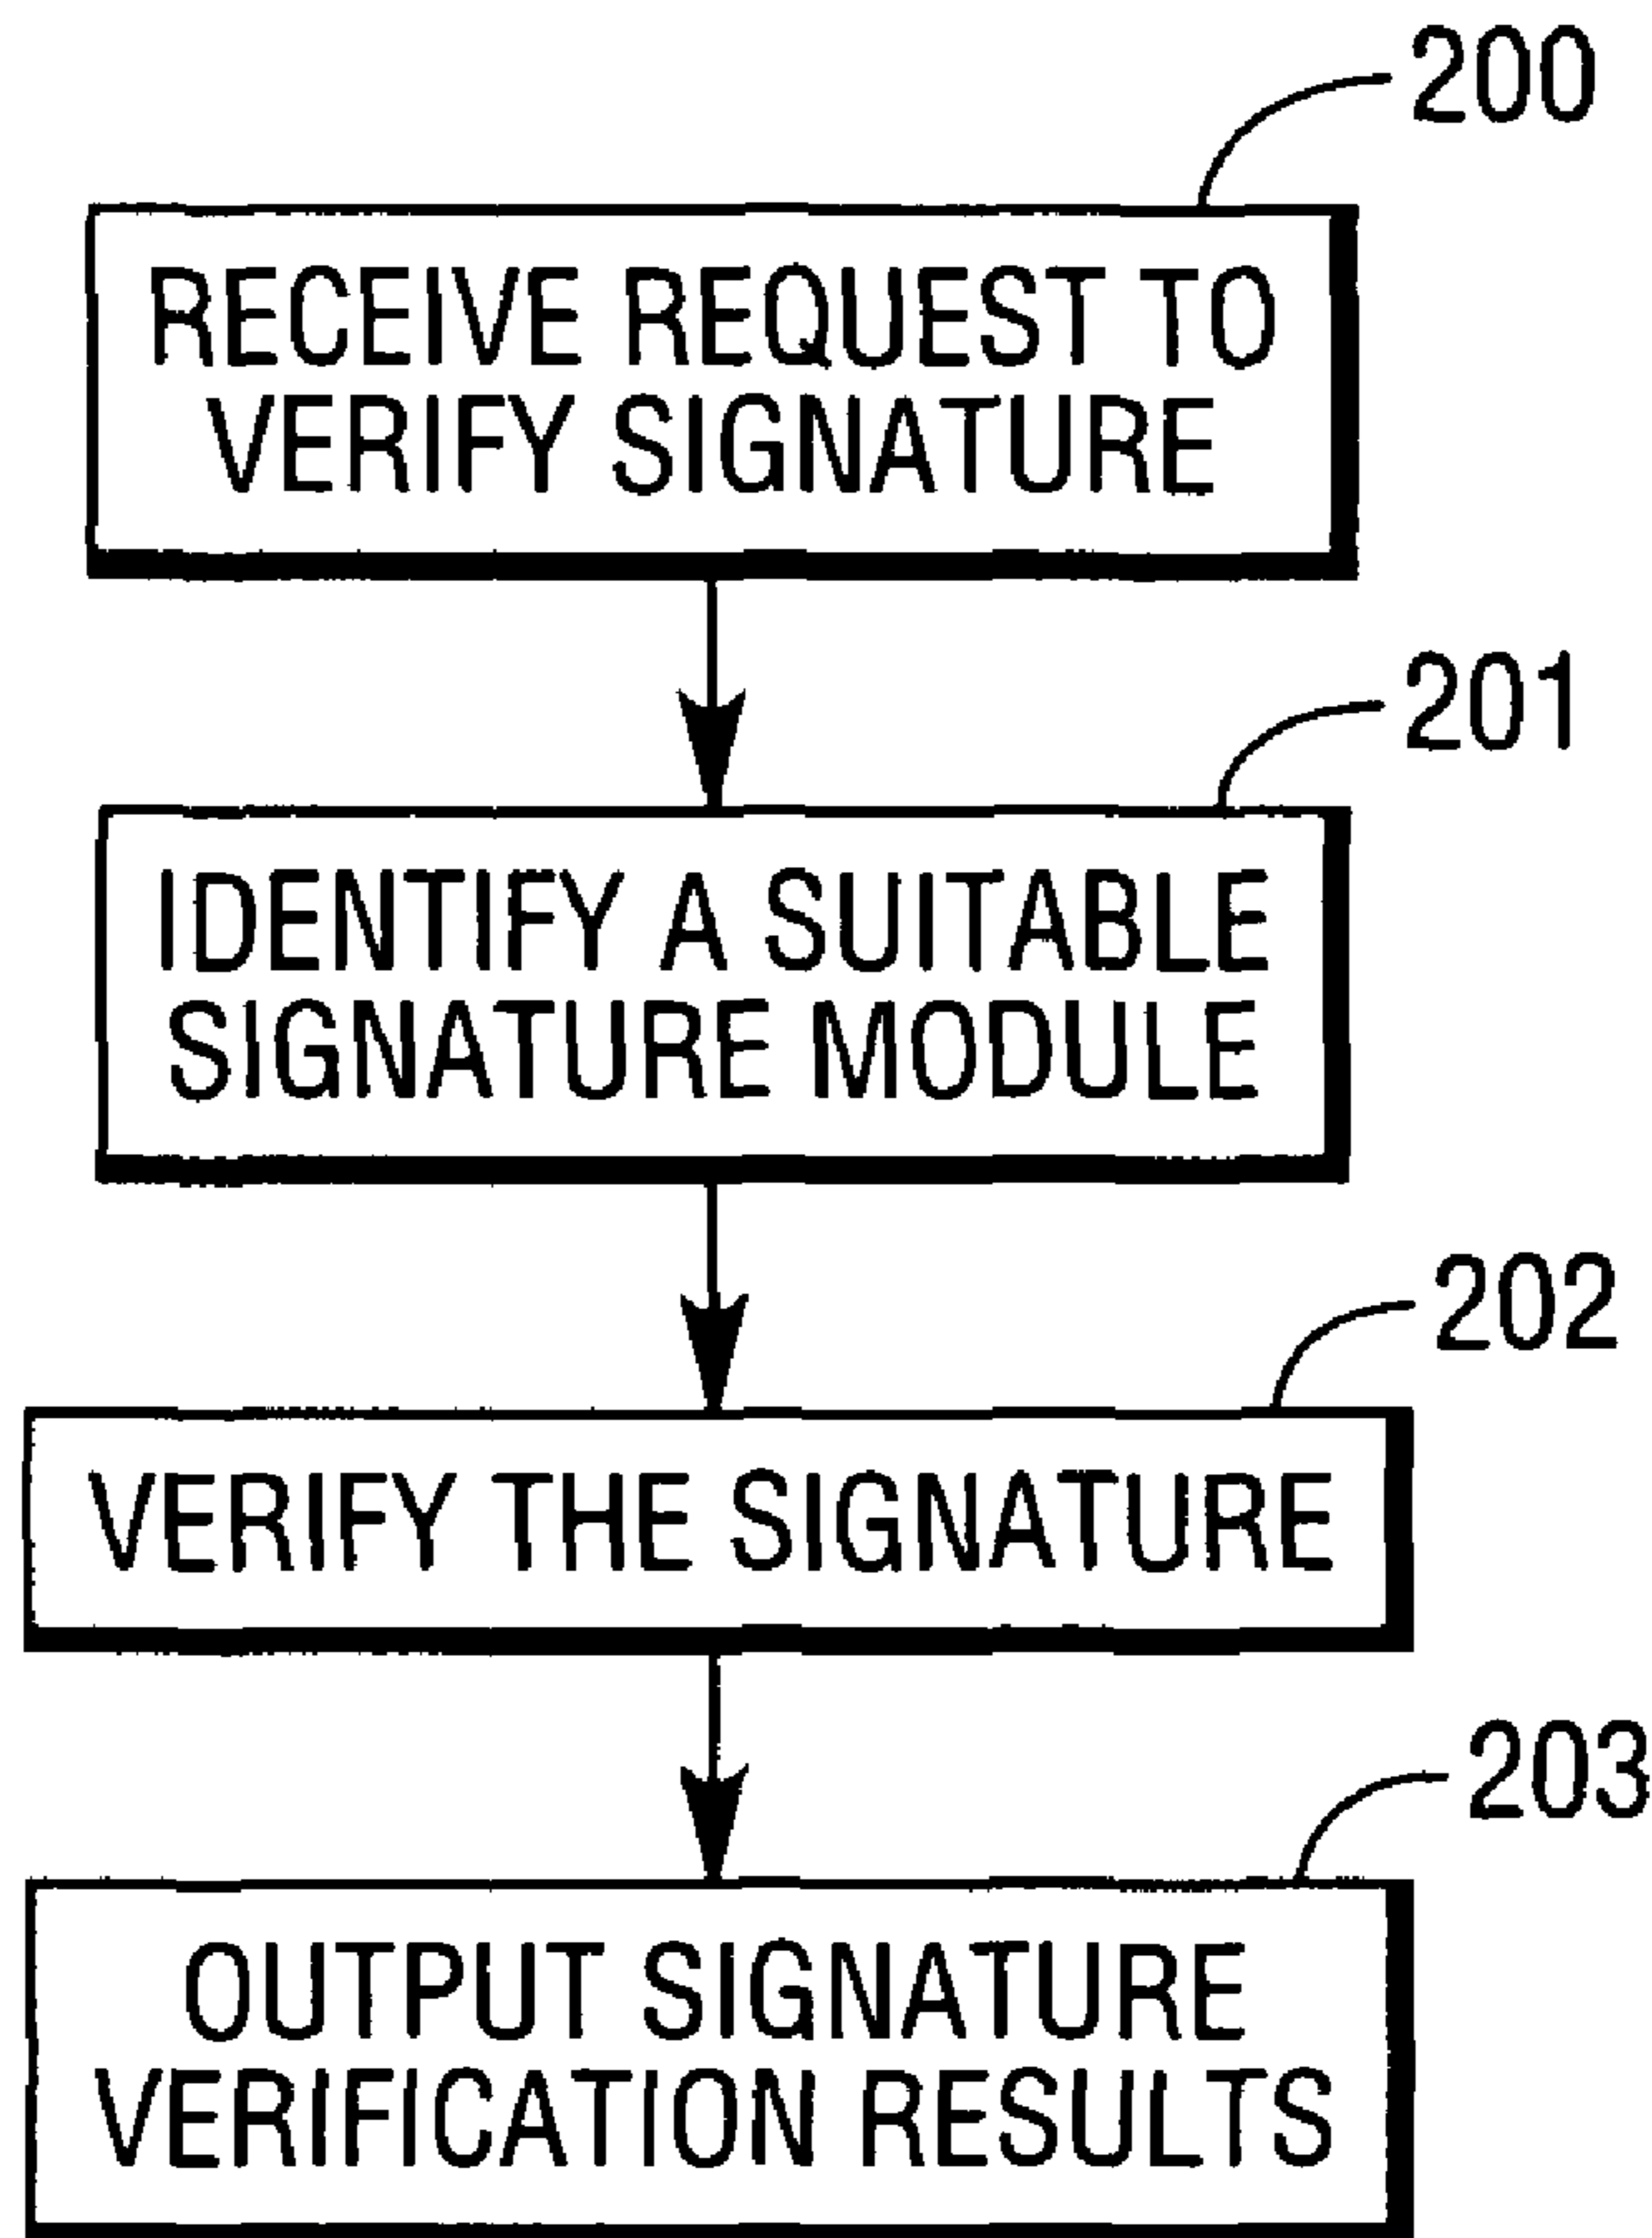 200
RECEIVE REQUEST TO
VERIFY SIGNATURE
201
IDENTIFY A SUITABLE
SIGNATURE MODULE
202
VERIFY THE SIGNATURE
203
OUTPUT SIGNATURE
VERIFICATION RESULTS